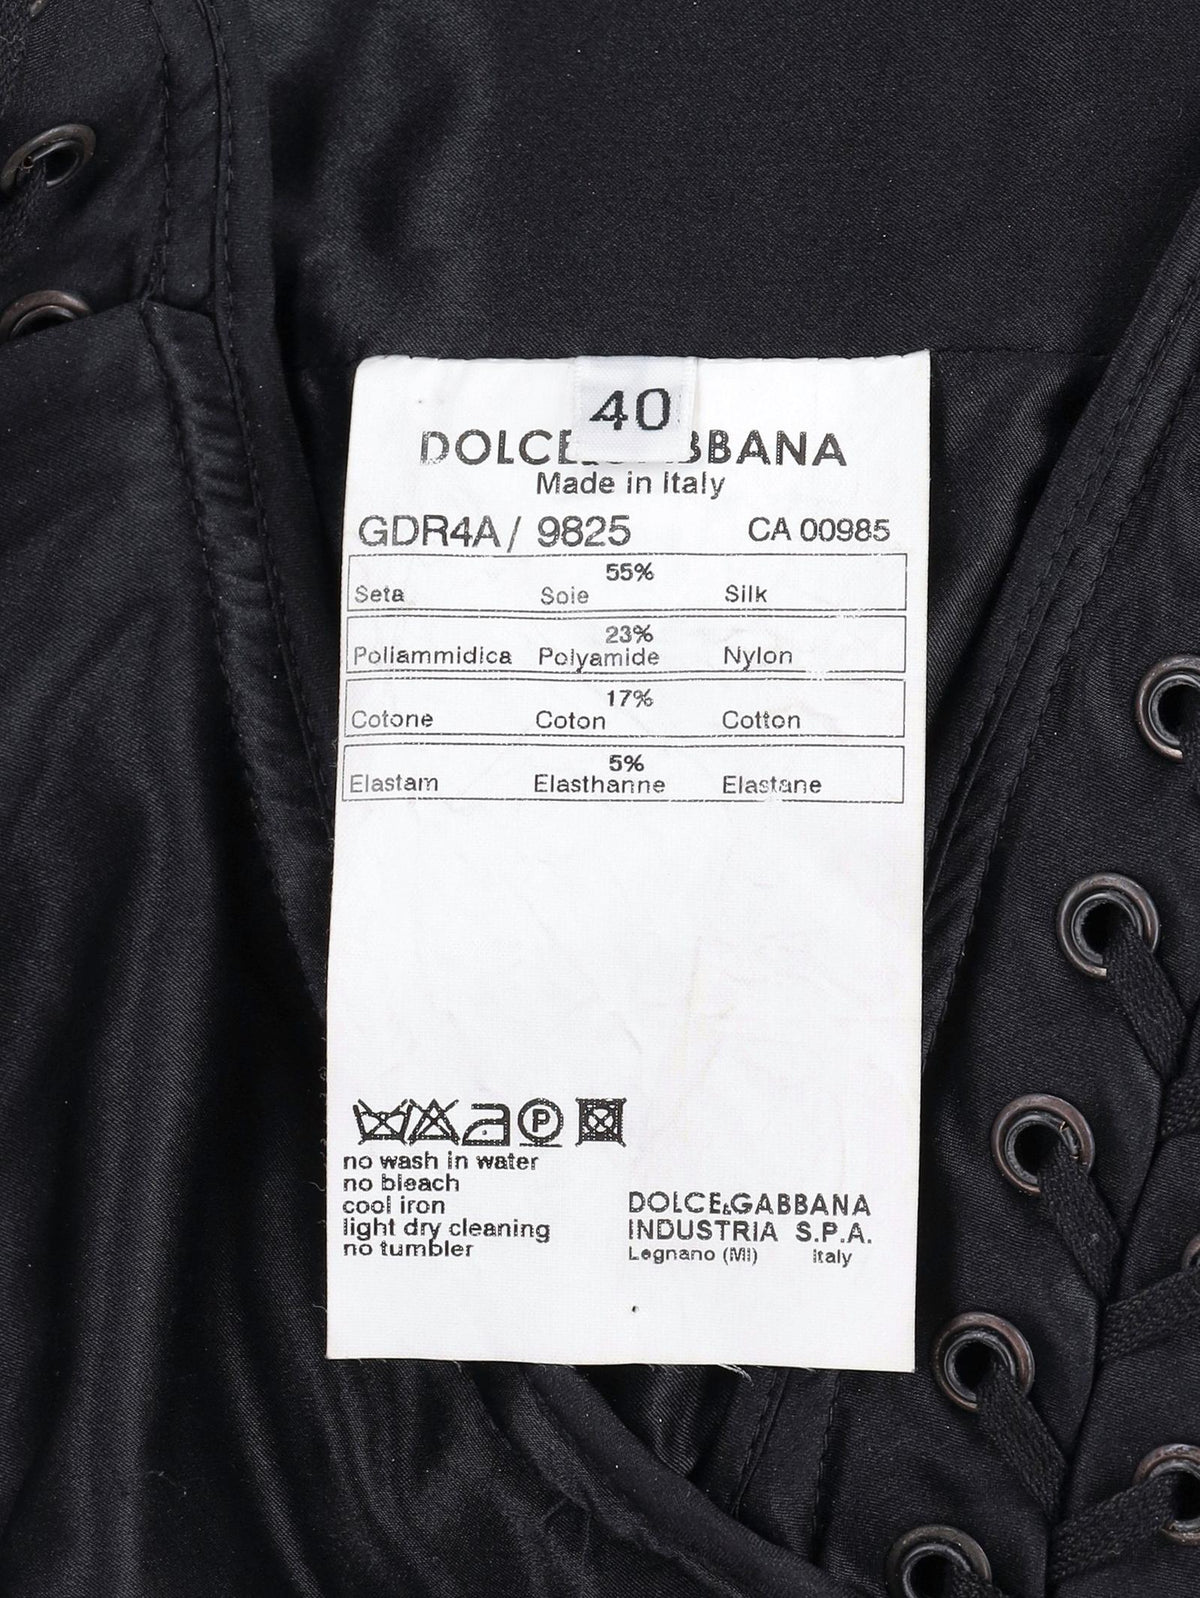 40
DOLCE&GABBANA
Made in Italy
GDR4A / 9825 CA 00985
55%
Seta Soie Silk
23%
Poliammidica Polyamide Nylon
17%
Cotone Coton Cotton
5%
Elastam Elasthanne Elastane
P
no wash in water
no bleach
cool iron
light dry cleaning
no tumbler
DOLCE&GABBANA
INDUSTRIA S.P.A.
Legnano (MI) Italy